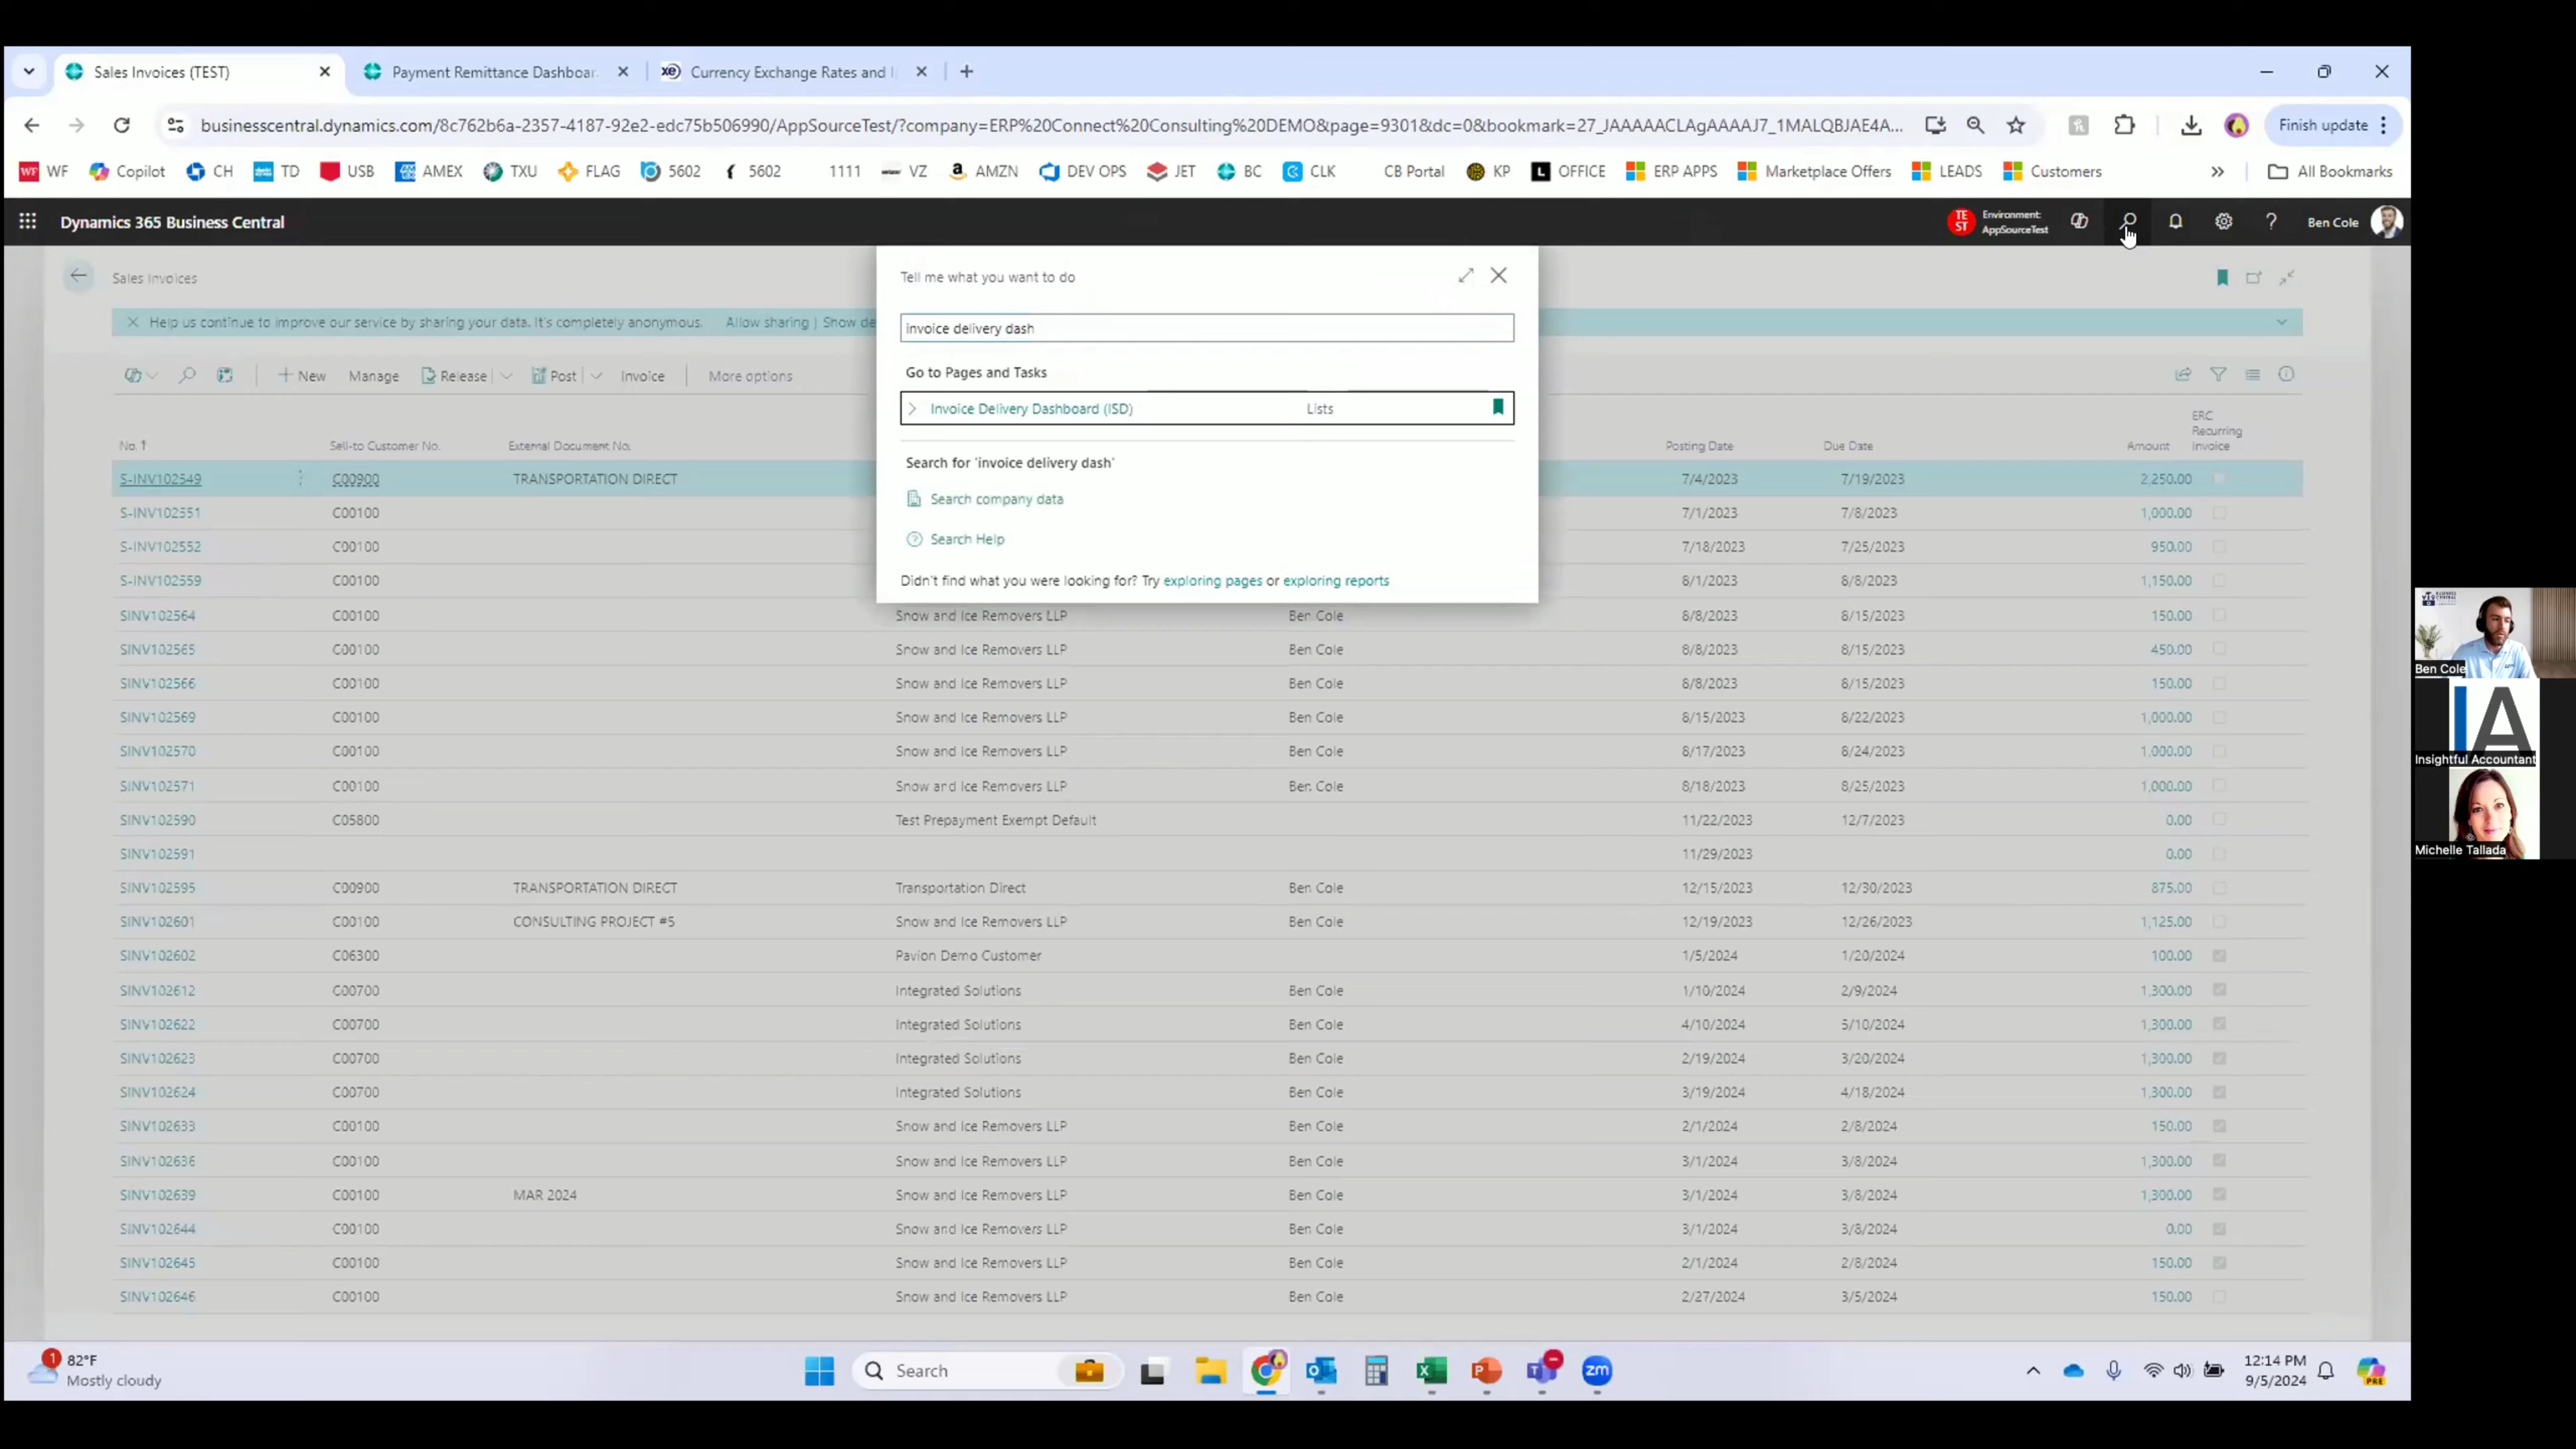 Sales Invoices (TEST)
Payment Remittance Dashboar
Currency Exchange Rates and I
businesscentral.dynamics.com/8c762b6a-2357-4187-92e2-edc75b506990/AppSourceTest/?company=ERP%20Connect%20Consulting%20DEMO&page=9301&dc=0&bookmark=27_JAAAAACLAgAAAAJ7_1MALQBJAE4A...
Finish update
WF Copilot CH TD USB AMEX TXU FLAG 5602 5602 1111 VZ AMZN DEV OPS JET BC CLK CB Portal KP OFFICE ERP APPS Marketplace Offers LEADS Customers All Bookmarks
Dynamics 365 Business Central
TE
ST
Environment:
AppSourceTest
Ben Cole
Sales Invoices
Help us continue to improve our service by sharing your data. It's completely anonymous. Allow sharing | Show de
New Manage Release Post Invoice More options
Tell me what you want to do
invoice delivery dash
Go to Pages and Tasks
Invoice Delivery Dashboard (ISD) Lists
Search for 'invoice delivery dash'
Search company data
Search Help
Didn't find what you were looking for? Try exploring pages or exploring reports
No. ↑ Sell-to Customer No. External Document No. Posting Date Due Date Amount ERC Recurring Invoice
S-INV102549 C00900 TRANSPORTATION DIRECT 7/4/2023 7/19/2023 2,250.00
S-INV102551 C00100 7/1/2023 7/8/2023 1,000.00
S-INV102552 C00100 7/18/2023 7/25/2023 950.00
S-INV102559 C00100 8/1/2023 8/8/2023 1,150.00
SINV102564 C00100 Snow and Ice Removers LLP Ben Cole 8/8/2023 8/15/2023 150.00
SINV102565 C00100 Snow and Ice Removers LLP Ben Cole 8/8/2023 8/15/2023 450.00
SINV102566 C00100 Snow and Ice Removers LLP Ben Cole 8/8/2023 8/15/2023 150.00
SINV102569 C00100 Snow and Ice Removers LLP Ben Cole 8/15/2023 8/22/2023 1,000.00
SINV102570 C00100 Snow and Ice Removers LLP Ben Cole 8/17/2023 8/24/2023 1,000.00
SINV102571 C00100 Snow and Ice Removers LLP Ben Cole 8/18/2023 8/25/2023 1,000.00
SINV102590 C05800 Test Prepayment Exempt Default 11/22/2023 12/7/2023 0.00
SINV102591 11/29/2023 0.00
SINV102595 C00900 TRANSPORTATION DIRECT Transportation Direct Ben Cole 12/15/2023 12/30/2023 875.00
SINV102601 C00100 CONSULTING PROJECT #5 Snow and Ice Removers LLP Ben Cole 12/19/2023 12/26/2023 1,125.00
SINV102602 C06300 Pavion Demo Customer 1/5/2024 1/20/2024 100.00
SINV102612 C00700 Integrated Solutions Ben Cole 1/10/2024 2/9/2024 1,300.00
SINV102622 C00700 Integrated Solutions Ben Cole 4/10/2024 5/10/2024 1,300.00
SINV102623 C00700 Integrated Solutions Ben Cole 2/19/2024 3/20/2024 1,300.00
SINV102624 C00700 Integrated Solutions Ben Cole 3/19/2024 4/18/2024 1,300.00
SINV102633 C00100 Snow and Ice Removers LLP Ben Cole 2/1/2024 2/8/2024 150.00
SINV102636 C00100 Snow and Ice Removers LLP Ben Cole 3/1/2024 3/8/2024 1,300.00
SINV102639 C00100 MAR 2024 Snow and Ice Removers LLP Ben Cole 3/1/2024 3/8/2024 1,300.00
SINV102644 C00100 Snow and Ice Removers LLP Ben Cole 3/1/2024 3/8/2024 0.00
SINV102645 C00100 Snow and Ice Removers LLP Ben Cole 2/1/2024 2/8/2024 150.00
SINV102646 C00100 Snow and Ice Removers LLP Ben Cole 2/27/2024 3/5/2024 150.00
Ben Cole
IA
Insightful Accountant
Michelle Tallada
1
82°F
Mostly cloudy
Search
zm
12:14 PM
9/5/2024
PRE